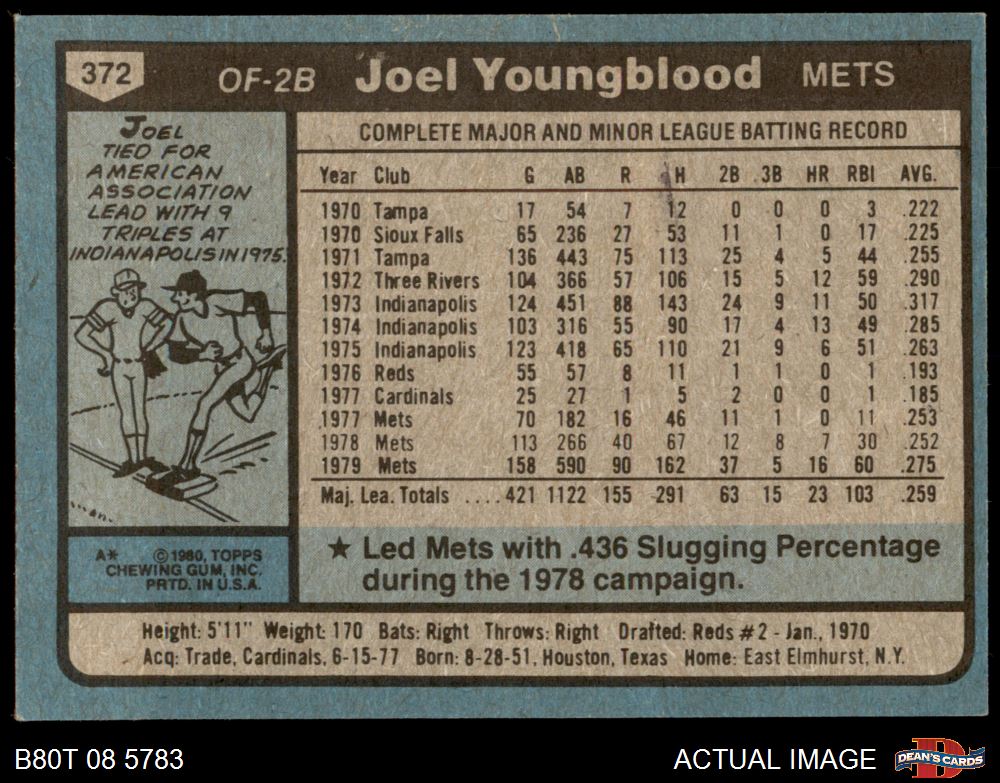 372 OF-2B Joel Youngblood METS
JOEL
TIED FOR
AMERICAN
ASSOCIATION
LEAD WITH 9
TRIPLES AT
INDIANAPOLIS IN 1975.
COMPLETE MAJOR AND MINOR LEAGUE BATTING RECORD
Year Club G AB R H 2B 3B HR RBI AVG.
1970 Tampa 17 54 7 12 0 0 0 3 .222
1970 Sioux Falls 65 236 27 53 11 1 0 17 .225
1971 Tampa 136 443 75 113 25 4 5 44 .255
1972 Three Rivers 104 366 57 106 15 5 12 59 .290
1973 Indianapolis 124 451 88 143 24 9 11 50 .317
1974 Indianapolis 103 316 55 90 17 4 13 49 .285
1975 Indianapolis 123 418 65 110 21 9 6 51 .263
1976 Reds 55 57 8 11 1 1 0 1 .193
1977 Cardinals 25 27 1 5 2 0 0 1 .185
1977 Mets 70 182 16 46 11 1 0 11 .253
1978 Mets 113 266 40 67 12 8 7 30 .252
1979 Mets 158 590 90 162 37 5 16 60 .275
Maj. Lea. Totals ....421 1122 155 291 63 15 23 103 .259
A* © 1980, TOPPS
CHEWING GUM, INC.
PRTD. IN U.S.A.
★ Led Mets with .436 Slugging Percentage
during the 1978 campaign.
Height: 5'11" Weight: 170 Bats: Right Throws: Right Drafted: Reds #2 - Jan., 1970
Acq: Trade, Cardinals, 6-15-77 Born: 8-28-51, Houston, Texas Home: East Elmhurst, N.Y.
B80T 08 5783 ACTUAL IMAGE DEAN'S CARDS